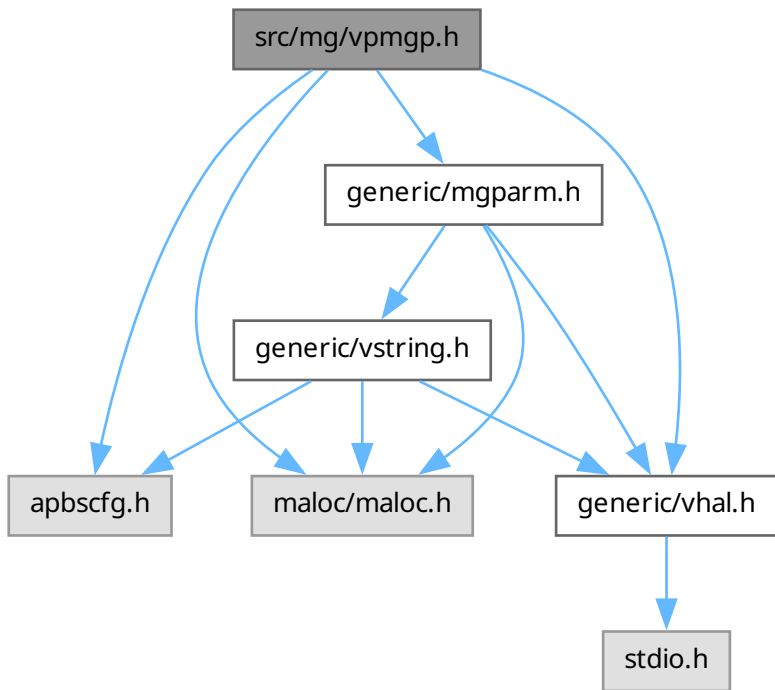 src/mg/vpmgp.h
generic/mgparm.h
generic/vstring.h
apbscfg.h
maloc/maloc.h
generic/vhal.h
stdio.h